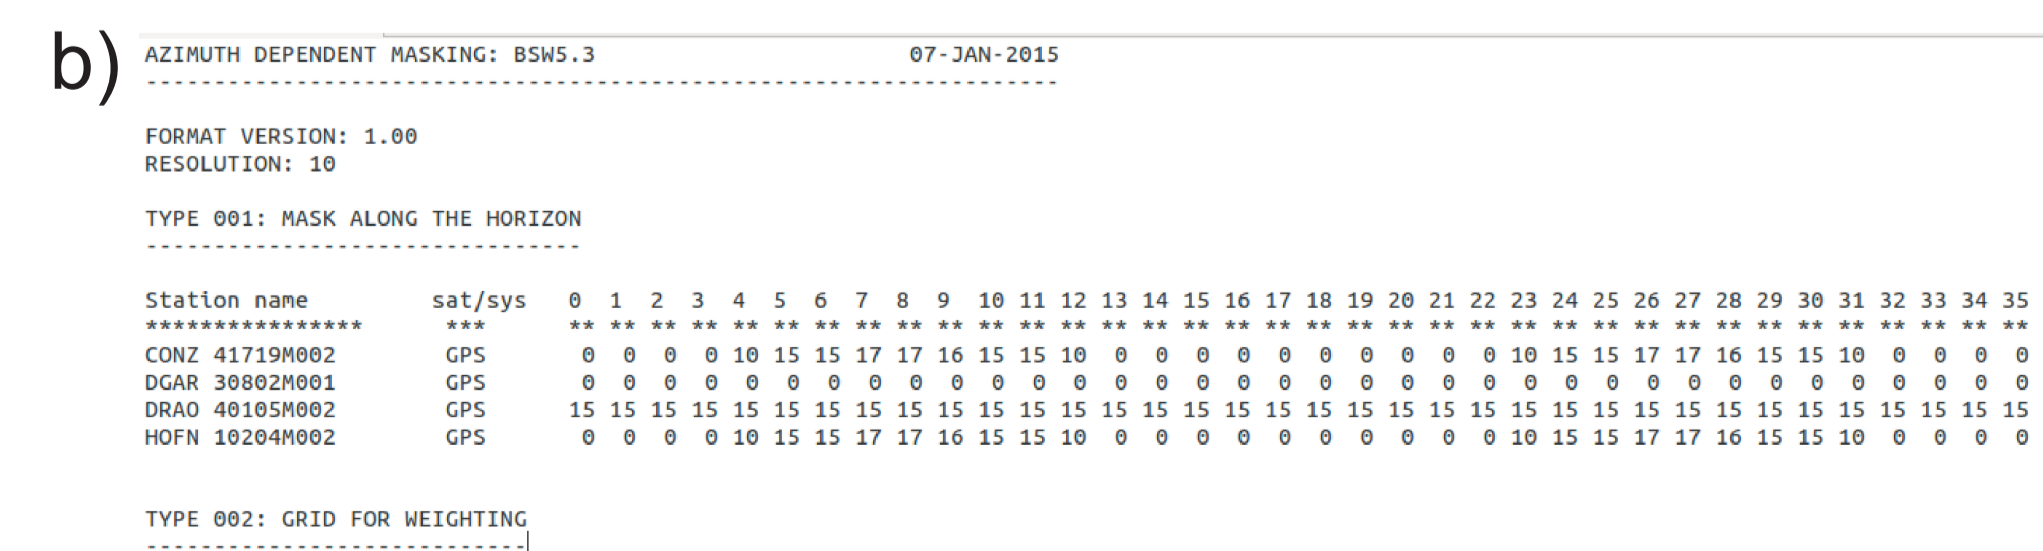 b)
AZIMUTH DEPENDENT MASKING: BSW5.3                       07-JAN-2015
-------------------------------------------------------------------
FORMAT VERSION: 1.00
RESOLUTION: 10
TYPE 001: MASK ALONG THE HORIZON
--------------------------------
Station name         sat/sys   0  1  2  3  4  5  6  7  8  9  10 11 12 13 14 15 16 17 18 19 20 21 22 23 24 25 26 27 28 29 30 31 32 33 34 35
****************      ***      ** ** ** ** ** ** ** ** ** ** ** ** ** ** ** ** ** ** ** ** ** ** ** ** ** ** ** ** ** ** ** ** ** ** ** **
CONZ 41719M002        GPS       0  0  0  0 10 15 15 17 17 16 15 15 10  0  0  0  0  0  0  0  0  0  0 10 15 15 17 17 16 15 15 10  0  0  0  0
DGAR 30802M001        GPS       0  0  0  0  0  0  0  0  0  0  0  0  0  0  0  0  0  0  0  0  0  0  0  0  0  0  0  0  0  0  0  0  0  0  0  0
DRAO 40105M002        GPS      15 15 15 15 15 15 15 15 15 15 15 15 15 15 15 15 15 15 15 15 15 15 15 15 15 15 15 15 15 15 15 15 15 15 15 15
HOFN 10204M002        GPS       0  0  0  0 10 15 15 17 17 16 15 15 10  0  0  0  0  0  0  0  0  0  0 10 15 15 17 17 16 15 15 10  0  0  0  0
TYPE 002: GRID FOR WEIGHTING
----------------------------